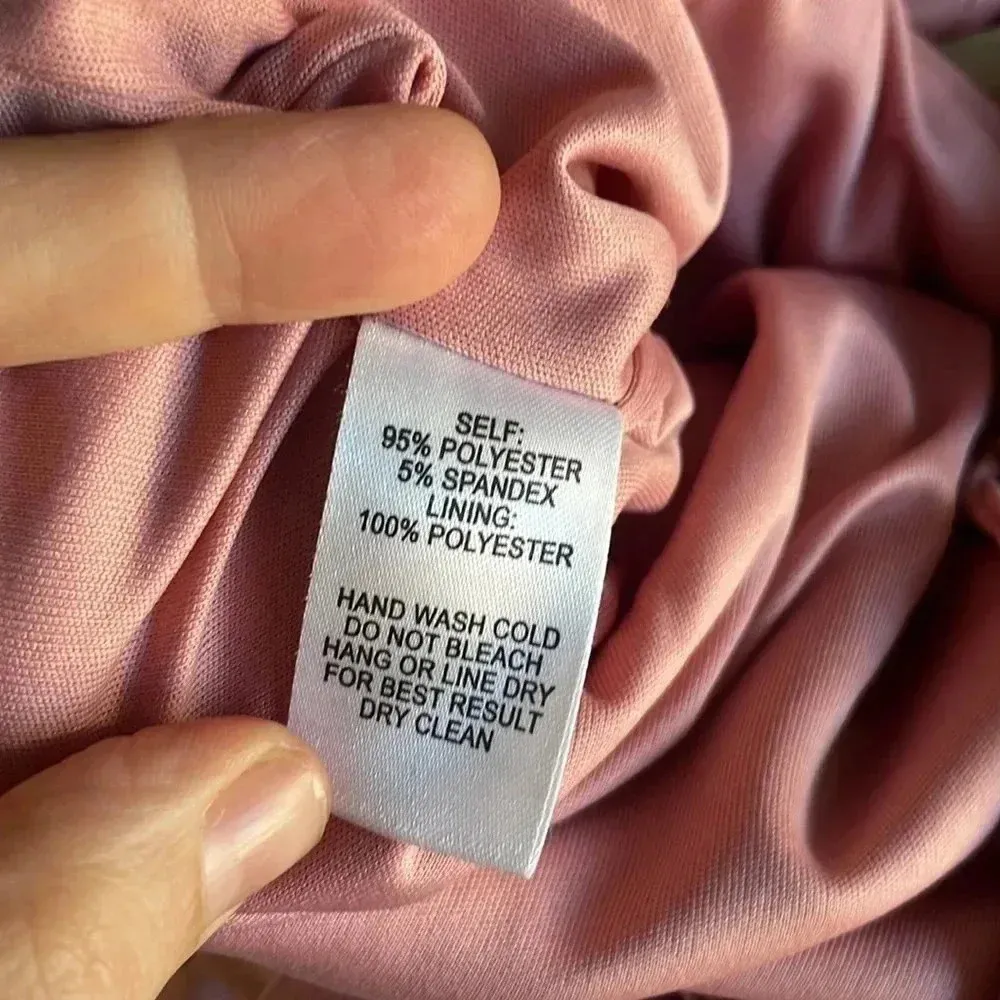 SELF:
95% POLYESTER
5% SPANDEX
LINING:
100% POLYESTER
HAND WASH COLD
DO NOT BLEACH
HANG OR LINE DRY
FOR BEST RESULT
DRY CLEAN